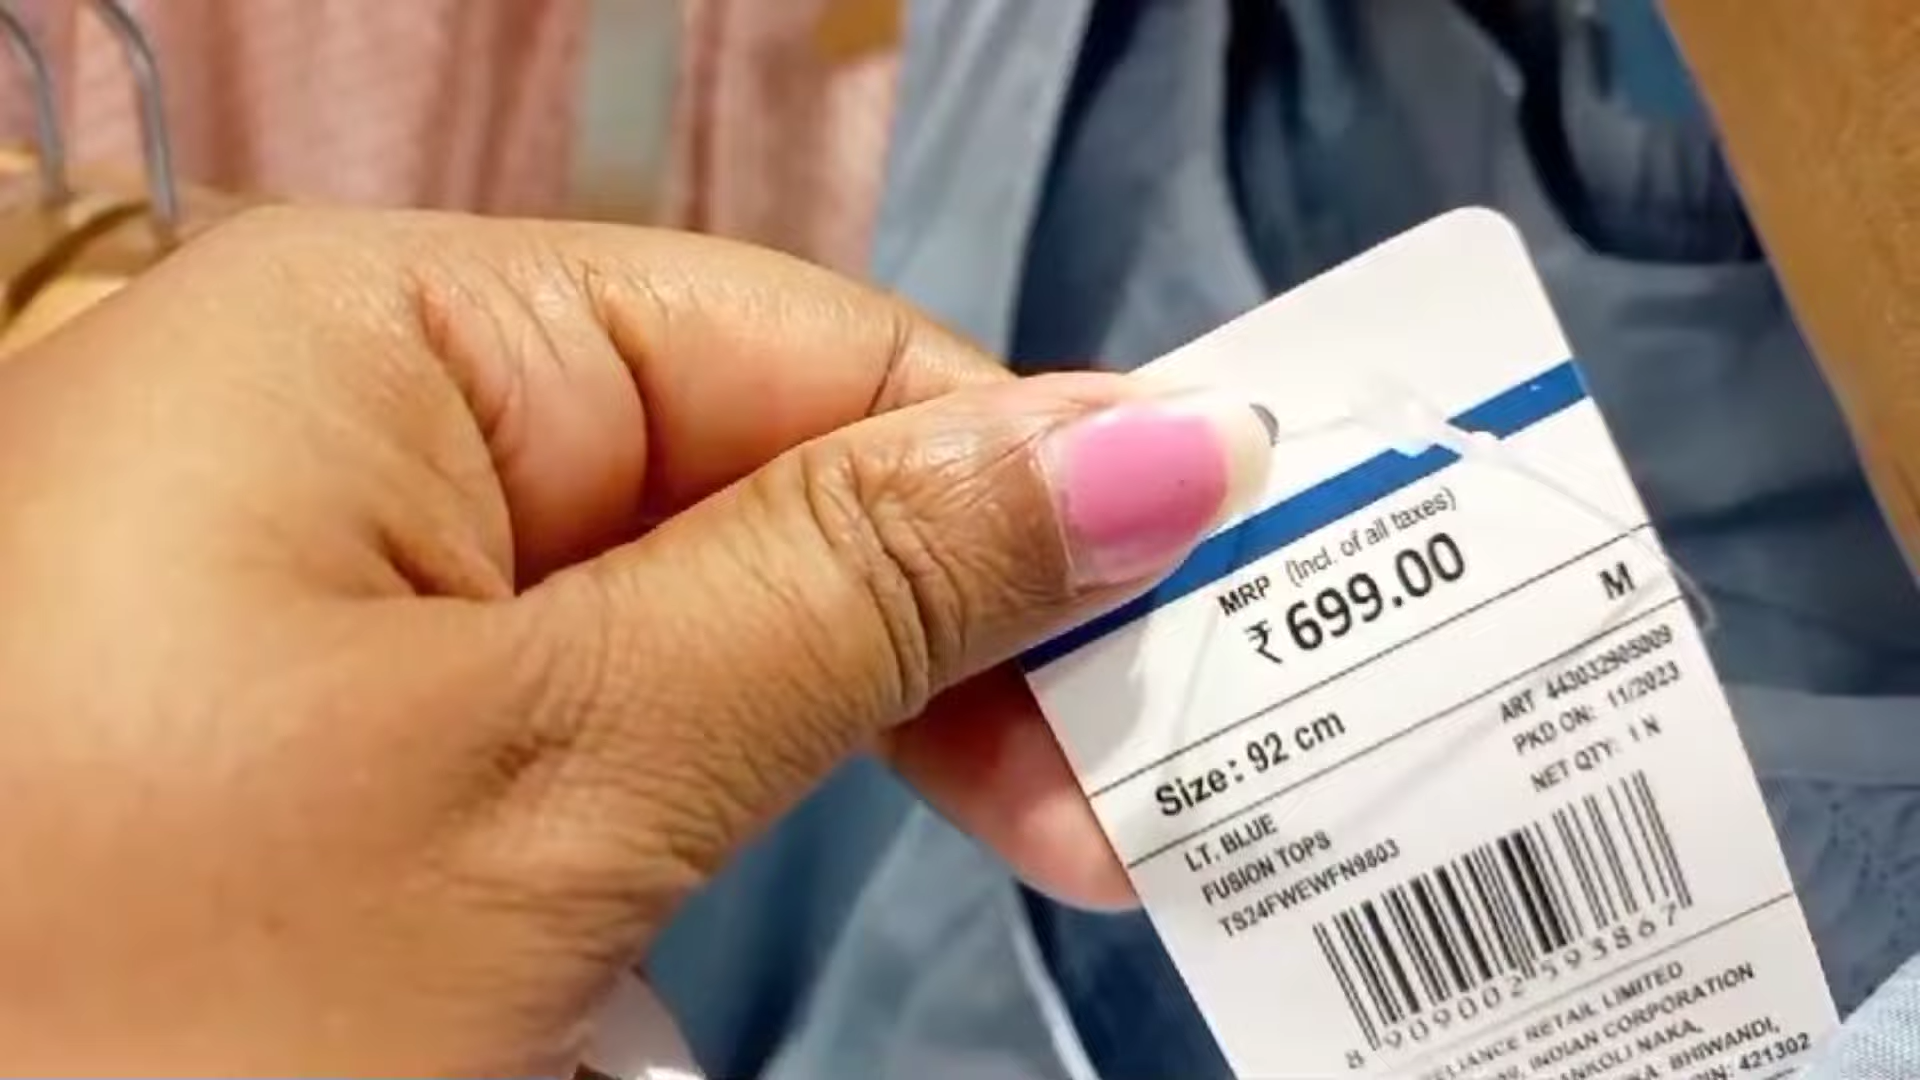 MRP (Incl. of all taxes)
₹ 699.00
M
Size: 92 cm
ART 443032905009
PKD ON: 11/2023
NET QTY: 1 N
LT. BLUE
FUSION TOPS
TS24FWEWFN9803
8 909002 593867
RELIANCE RETAIL LIMITED
INDIAN CORPORATION
NAKA,
BHIWANDI,
421302